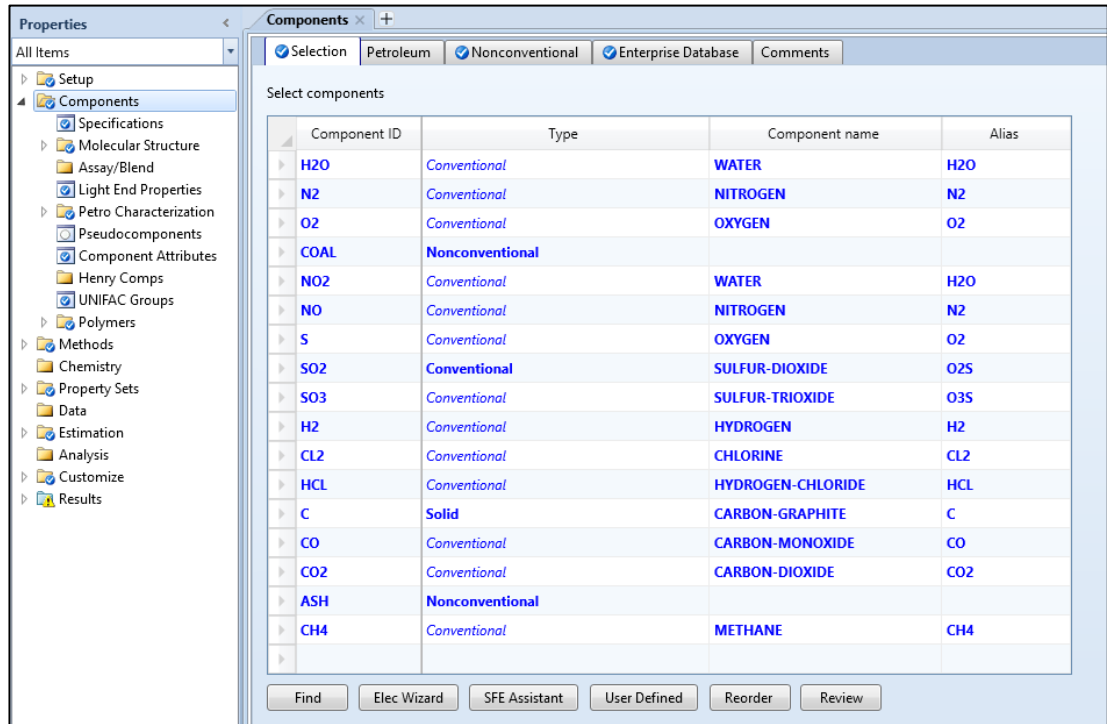 Properties
All Items
Setup
Components
Specifications
Molecular Structure
Assay/Blend
Light End Properties
Petro Characterization
Pseudocomponents
Component Attributes
Henry Comps
UNIFAC Groups
Polymers
Methods
Chemistry
Property Sets
Data
Estimation
Analysis
Customize
Results
Components
Selection Petroleum Nonconventional Enterprise Database Comments
Select components
Component ID Type Component name Alias
H2O Conventional WATER H2O
N2 Conventional NITROGEN N2
O2 Conventional OXYGEN O2
COAL Nonconventional
NO2 Conventional WATER H2O
NO Conventional NITROGEN N2
S Conventional OXYGEN O2
SO2 Conventional SULFUR-DIOXIDE O2S
SO3 Conventional SULFUR-TRIOXIDE O3S
H2 Conventional HYDROGEN H2
CL2 Conventional CHLORINE CL2
HCL Conventional HYDROGEN-CHLORIDE HCL
C Solid CARBON-GRAPHITE C
CO Conventional CARBON-MONOXIDE CO
CO2 Conventional CARBON-DIOXIDE CO2
ASH Nonconventional
CH4 Conventional METHANE CH4
Find Elec Wizard SFE Assistant User Defined Reorder Review